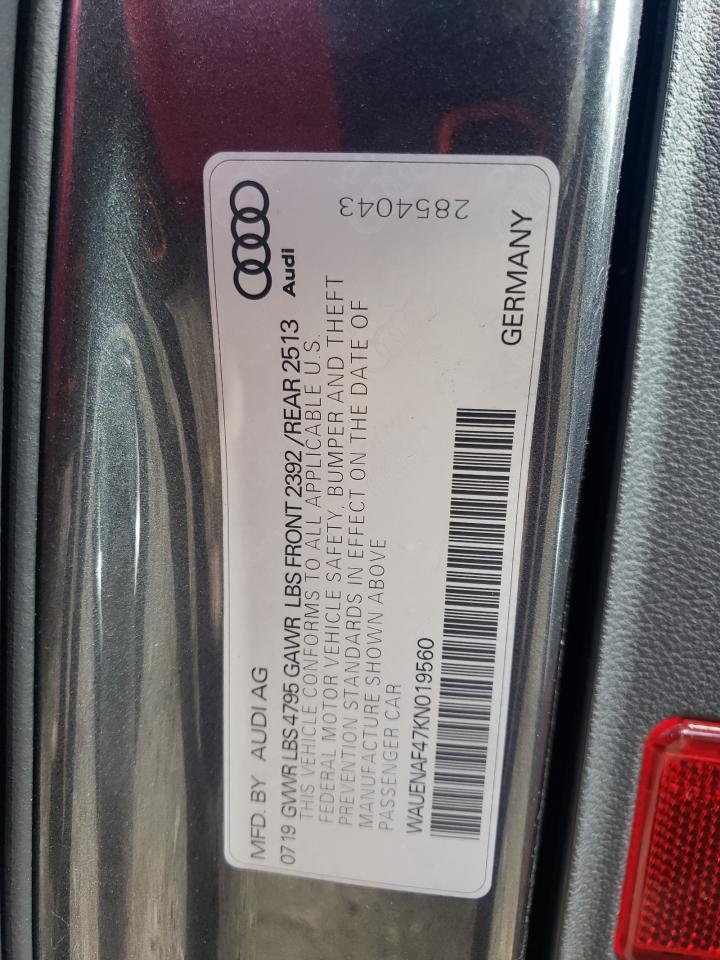 MFD. BY AUDI AG
Audi
0719 GVWR LBS 4795 GAWR LBS FRONT 2392 /REAR 2513
THIS VEHICLE CONFORMS TO ALL APPLICABLE U.S.
FEDERAL MOTOR VEHICLE SAFETY, BUMPER AND THEFT
PREVENTION STANDARDS IN EFFECT ON THE DATE OF
MANUFACTURE SHOWN ABOVE
PASSENGER CAR
2854043
WAUENAF47KN019560
GERMANY